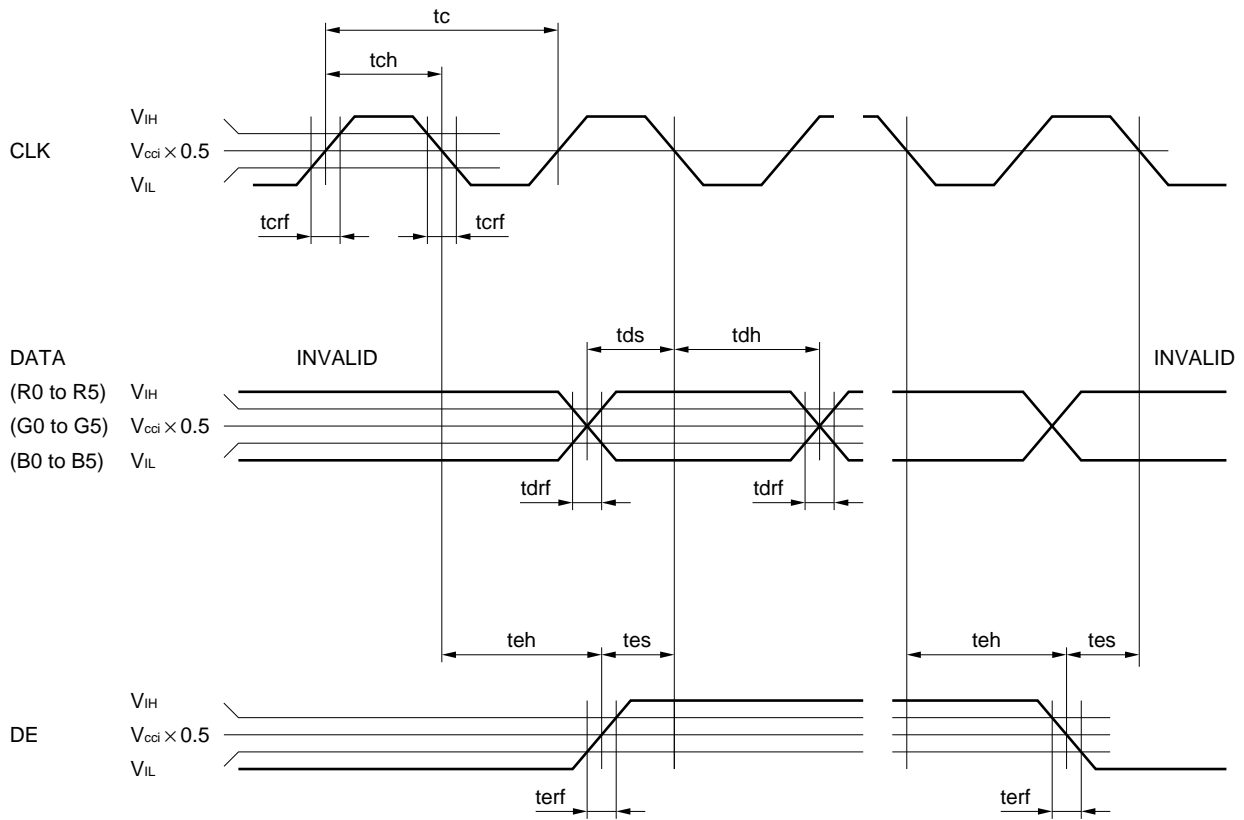 tc
tch
VIH
CLK Vcci × 0.5
VIL
tcrf tcrf
tds tdh
DATA INVALID INVALID
(R0 to R5) VIH
(G0 to G5) Vcci × 0.5
(B0 to B5) VIL
tdrf tdrf
teh tes teh tes
VIH
DE Vcci × 0.5
VIL
terf terf